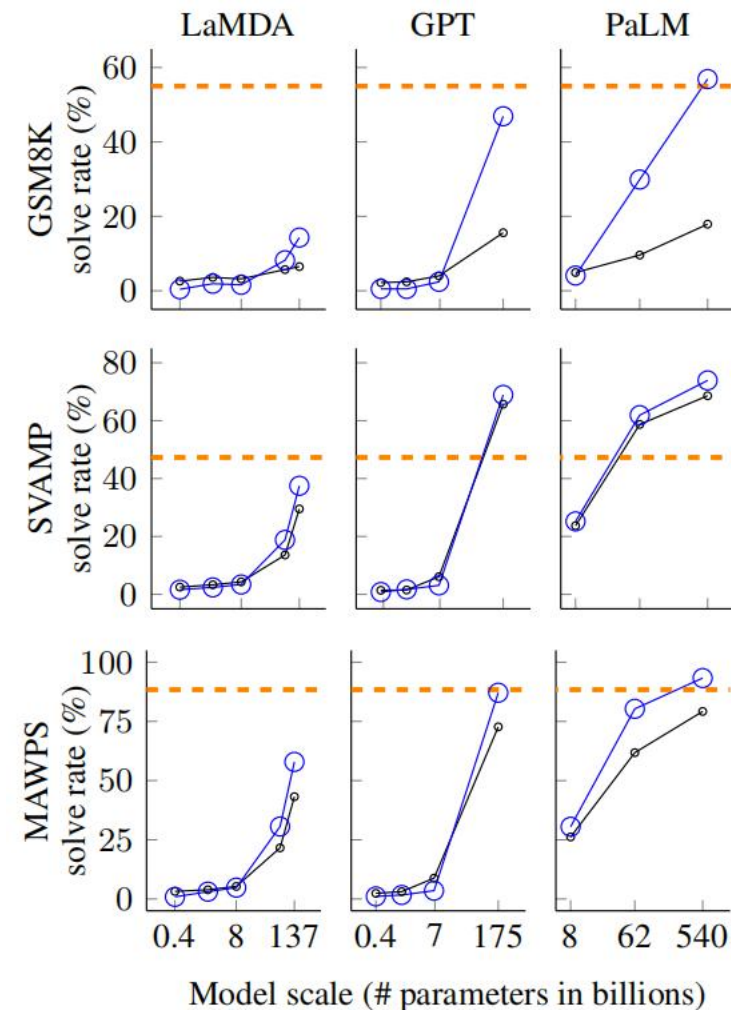 LaMDA GPT PaLM
GSM8K
solve rate (%)
60
40
20
0
SVAMP
solve rate (%)
80
60
40
20
0
MAWPS
solve rate (%)
100
75
50
25
0
0.4 8 137 0.4 7 175 8 62 540
Model scale (# parameters in billions)